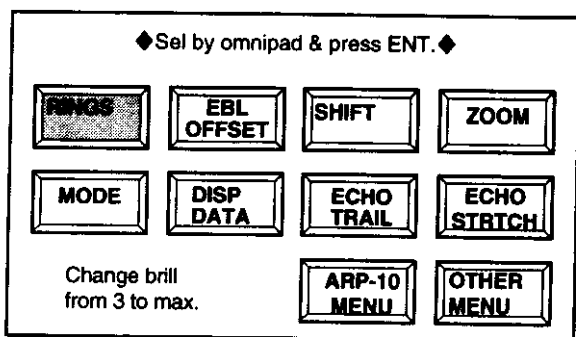 ◆Sel by omnipad & press ENT.◆
RINGS
EBL
OFFSET
SHIFT
ZOOM
MODE
DISP
DATA
ECHO
TRAIL
ECHO
STRTCH
Change brill
from 3 to max.
ARP-10
MENU
OTHER
MENU